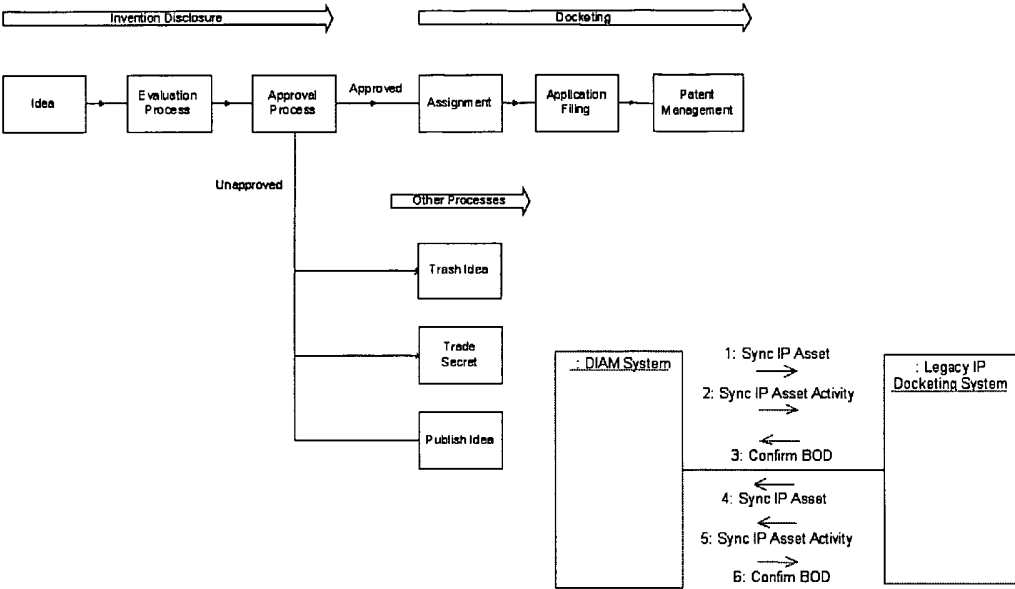 Invention Disclosure
Docketing
Idea
Evaluation
Process
Approval
Process
Approved
Assignment
Application
Filing
Patent
Management
Unapproved
Other Processes
Trash Idea
Trade
Secret
Publish Idea
: DIAM System
1: Sync IP Asset
2: Sync IP Asset Activity
3: Confirm BOD
4: Sync IP Asset
5: Sync IP Asset Activity
6: Confirm BOD
: Legacy IP
Docketing System